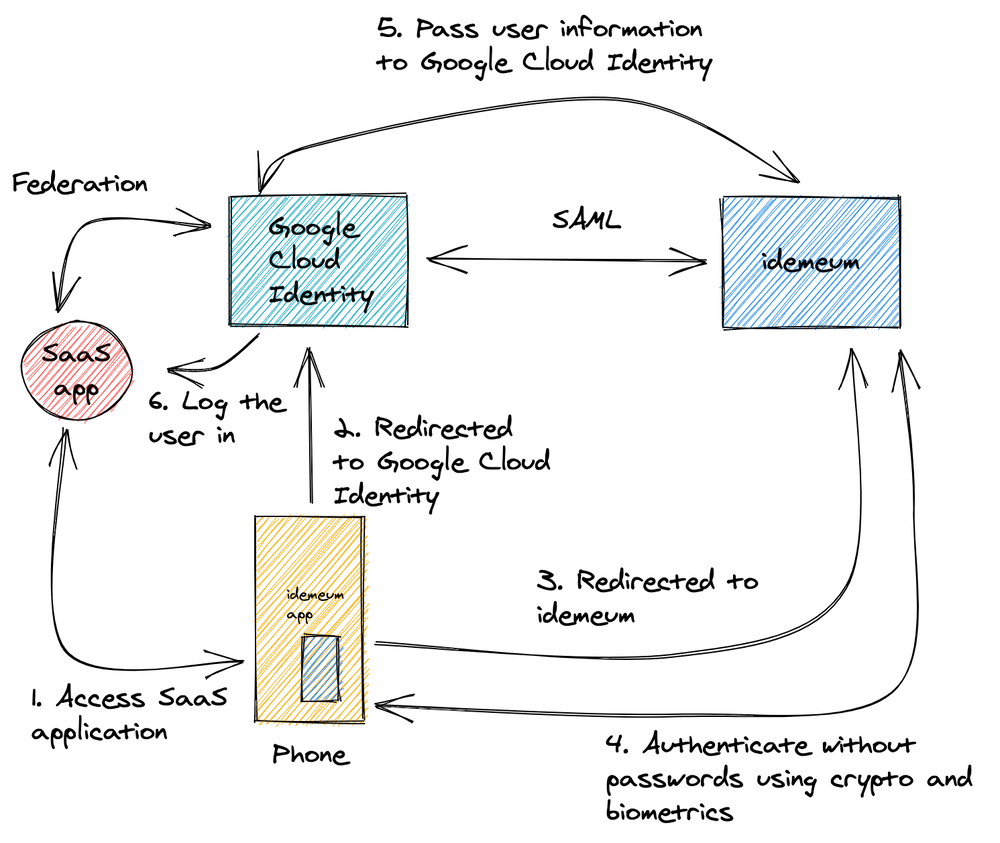 5. Pass user information
to Google Cloud Identity
Federation
Google
Cloud
Identity
SAML
idemeum
SaaS
app
6. Log the
user in
2. Redirected
to Google Cloud
Identity
idemeum
app
3. Redirected to
idemeum
1. Access SaaS
application
Phone
4. Authenticate without
passwords using crypto and
biometrics